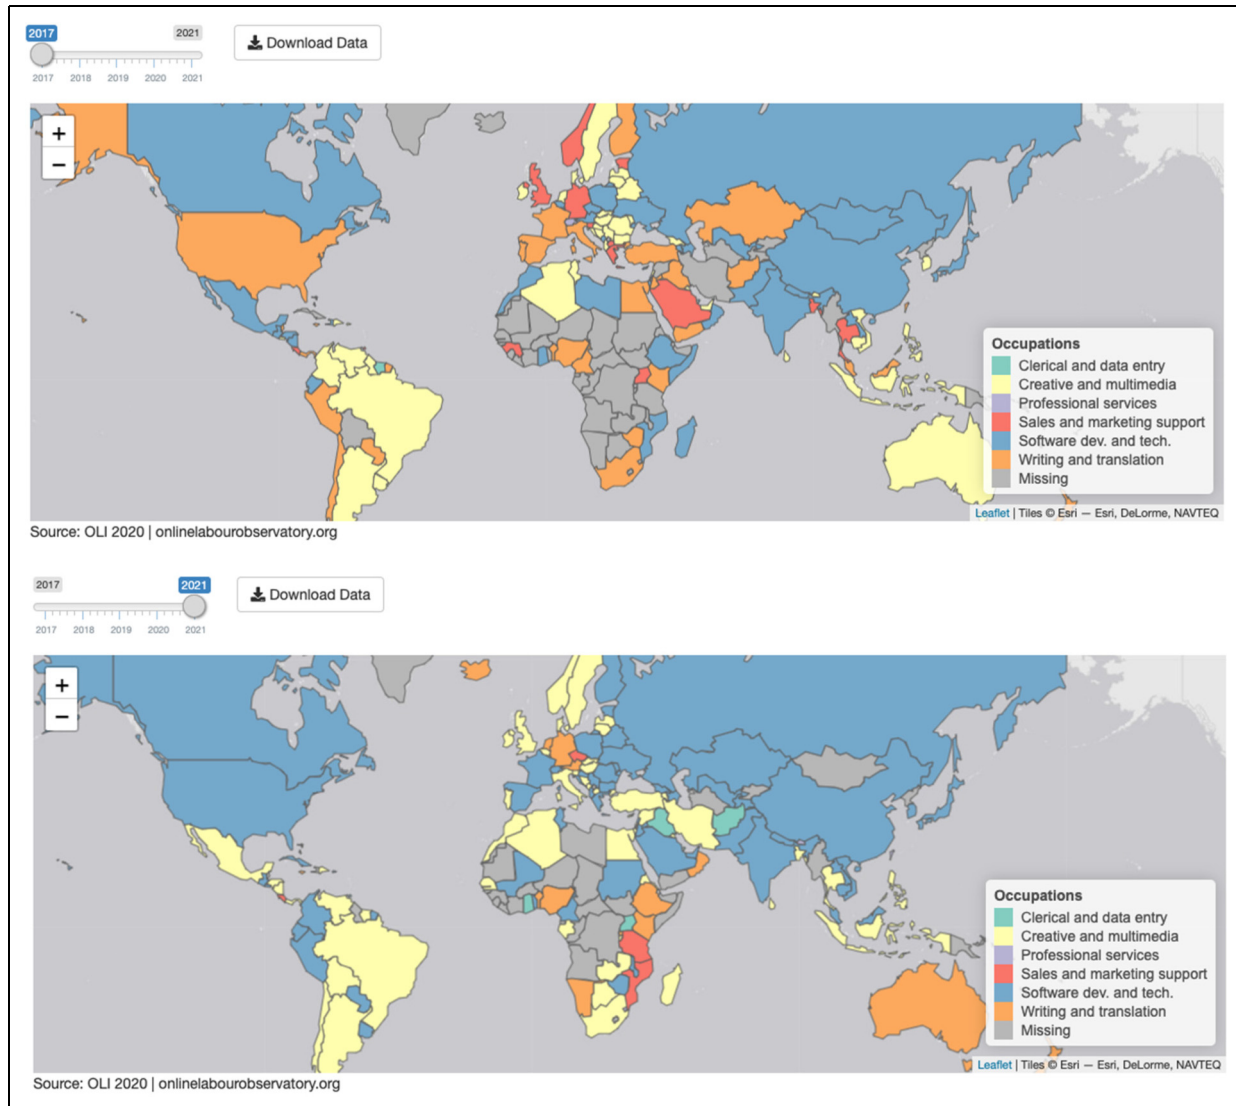 2017 2021
Download Data
2017 2018 2019 2020 2021
+
−
Occupations
Clerical and data entry
Creative and multimedia
Professional services
Sales and marketing support
Software dev. and tech.
Writing and translation
Missing
Leaflet | Tiles © Esri — Esri, DeLorme, NAVTEQ
Source: OLI 2020 | onlinelabourobservatory.org
2017 2021
Download Data
2017 2018 2019 2020 2021
+
−
Occupations
Clerical and data entry
Creative and multimedia
Professional services
Sales and marketing support
Software dev. and tech.
Writing and translation
Missing
Leaflet | Tiles © Esri — Esri, DeLorme, NAVTEQ
Source: OLI 2020 | onlinelabourobservatory.org